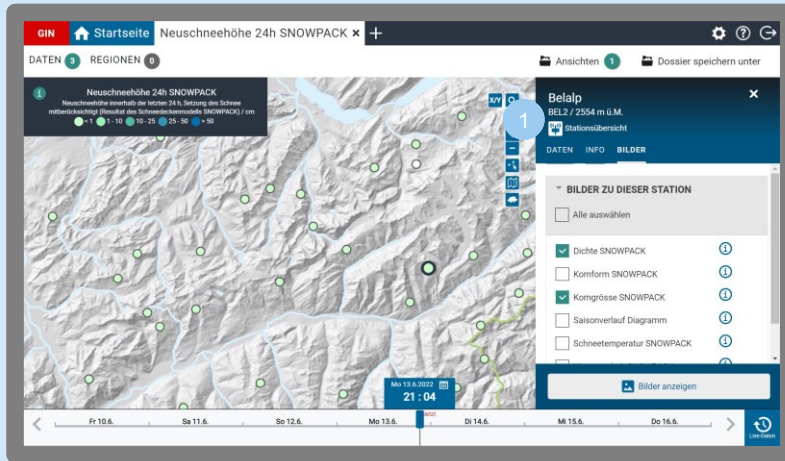 GIN Startseite Neuschneehöhe 24h SNOWPACK × +
DATEN 3 REGIONEN 0 Ansichten 1 Dossier speichern unter
Neuschneehöhe 24h SNOWPACK
Neuschneehöhe innerhalb der letzten 24 h, Setzung des Schnee
mitberücksichtigt (Resultat des Schneedeckenmodells SNOWPACK) / cm
< 1 1 - 10 10 - 25 25 - 50 > 50
X/Y
1
Belalp ×
BEL2 / 2554 m ü.M.
Stationsübersicht
DATEN INFO BILDER
BILDER ZU DIESER STATION
Alle auswählen
Dichte SNOWPACK
Kornform SNOWPACK
Korngrösse SNOWPACK
Saisonverlauf Diagramm
Schneetemperatur SNOWPACK
Bilder anzeigen
Mo 13.6.2022
21 : 04
Jetzt
Fr 10.6. Sa 11.6. So 12.6. Mo 13.6. Di 14.6. Mi 15.6. Do 16.6.
Live-Daten